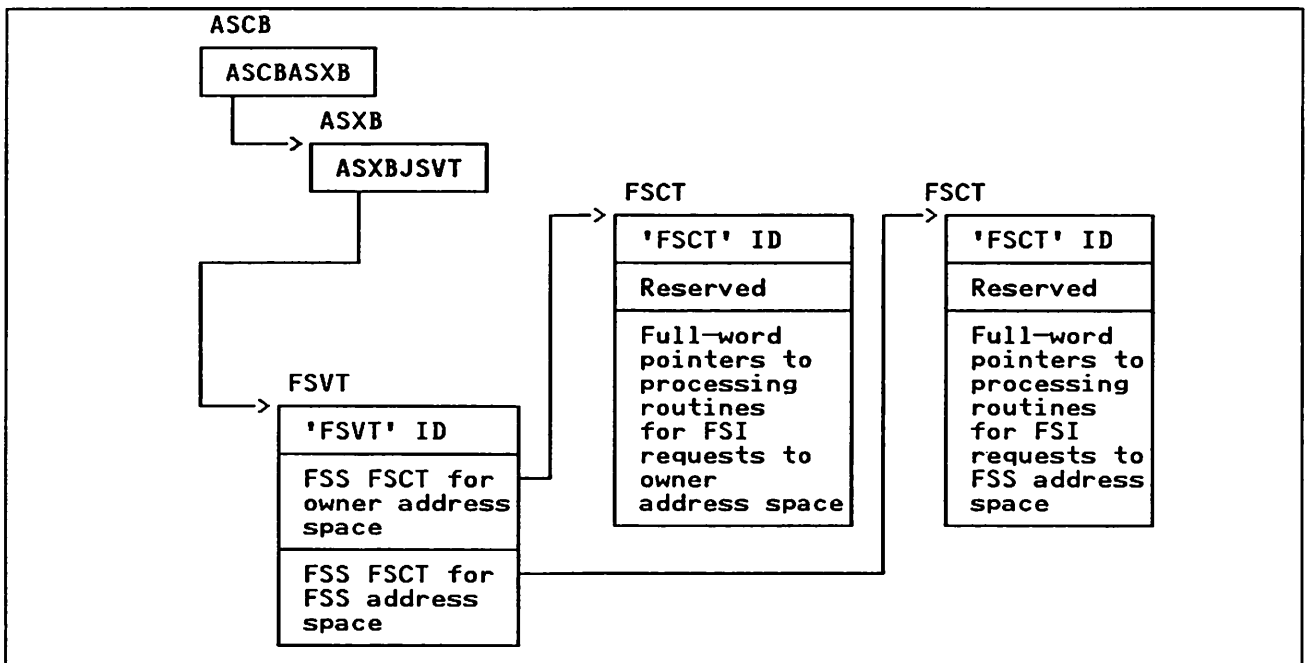 ASCB
ASCBASXB
ASXB
ASXBJSVT
FSVT
'FSVT' ID
FSS FSCT for
owner address
space
FSS FSCT for
FSS address
space
FSCT
'FSCT' ID
Reserved
Full—word
pointers to
processing
routines
for FSI
requests to
owner
address space
FSCT
'FSCT' ID
Reserved
Full—word
pointers to
processing
routines
for FSI
requests to
FSS address
space